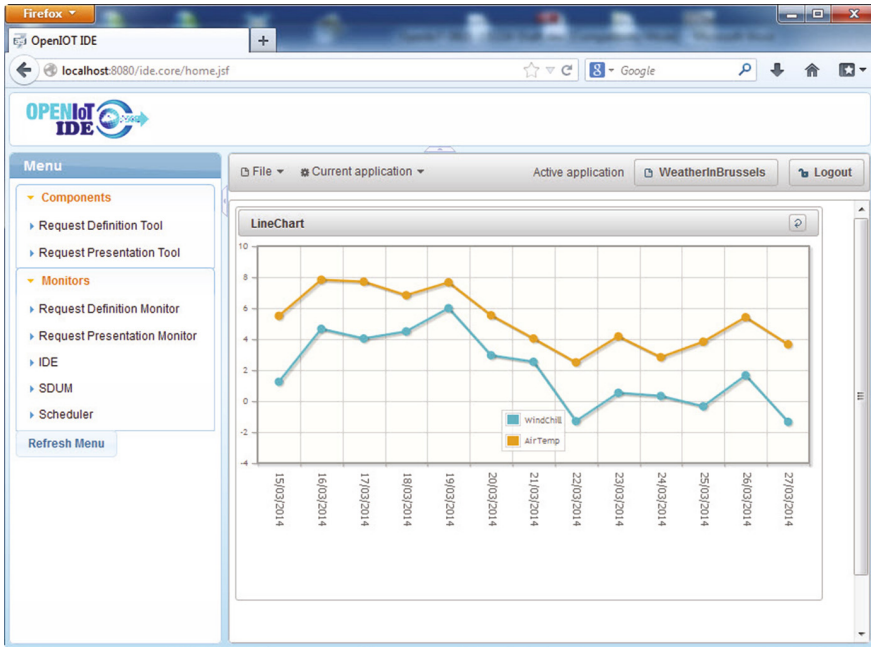 Firefox
OpenIOT IDE
+
localhost:8080/ide.core/home.jsf
Google
OPENIoT
IDE
Menu
Components
Request Definition Tool
Request Presentation Tool
Monitors
Request Definition Monitor
Request Presentation Monitor
IDE
SDUM
Scheduler
Refresh Menu
File
Current application
Active application
WeatherInBrussels
Logout
LineChart
10
8
6
4
2
0
-2
-4
WindChill
AirTemp
15/03/2014
16/03/2014
17/03/2014
18/03/2014
19/03/2014
20/03/2014
21/03/2014
22/03/2014
23/03/2014
24/03/2014
25/03/2014
26/03/2014
27/03/2014